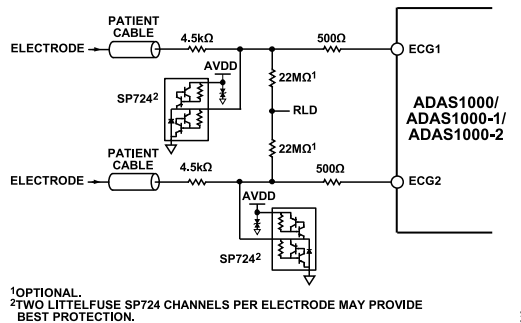 PATIENT
CABLE
ELECTRODE
4.5kΩ
500Ω
ECG1
AVDD
22MΩ¹
SP724²
RLD
ADAS1000/
ADAS1000-1/
ADAS1000-2
PATIENT
CABLE
22MΩ¹
4.5kΩ
500Ω
ELECTRODE
ECG2
AVDD
SP724²
¹OPTIONAL.
²TWO LITTELFUSE SP724 CHANNELS PER ELECTRODE MAY PROVIDE
BEST PROTECTION.